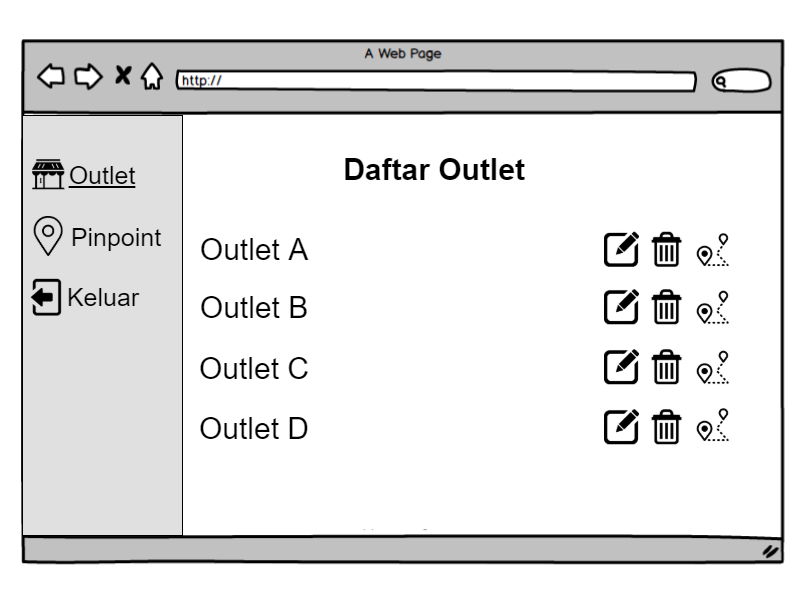 A Web Page
http://
Outlet
Pinpoint
Keluar
Daftar Outlet
Outlet A
Outlet B
Outlet C
Outlet D